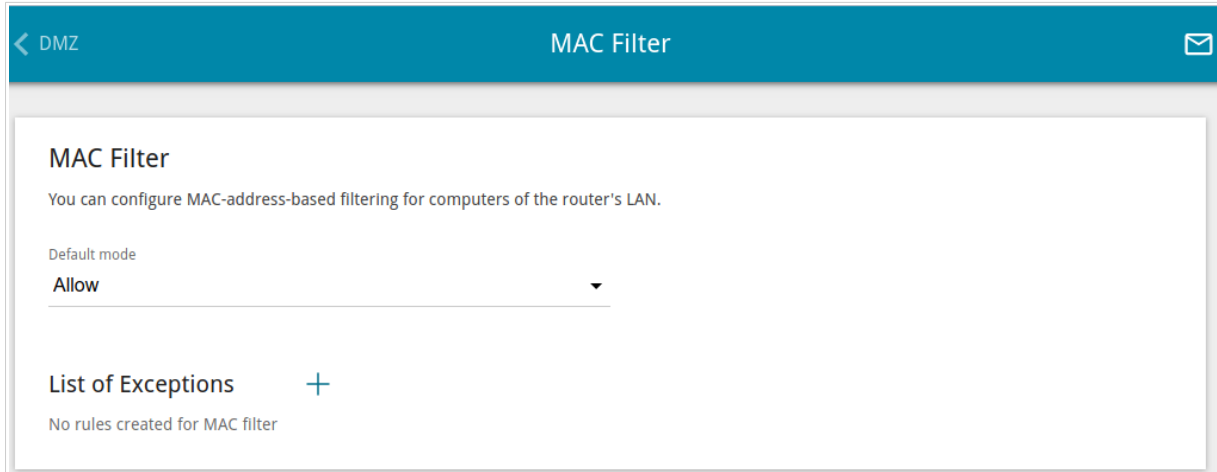 DMZ
MAC Filter
MAC Filter
You can configure MAC-address-based filtering for computers of the router's LAN.
Default mode
Allow
List of Exceptions
No rules created for MAC filter